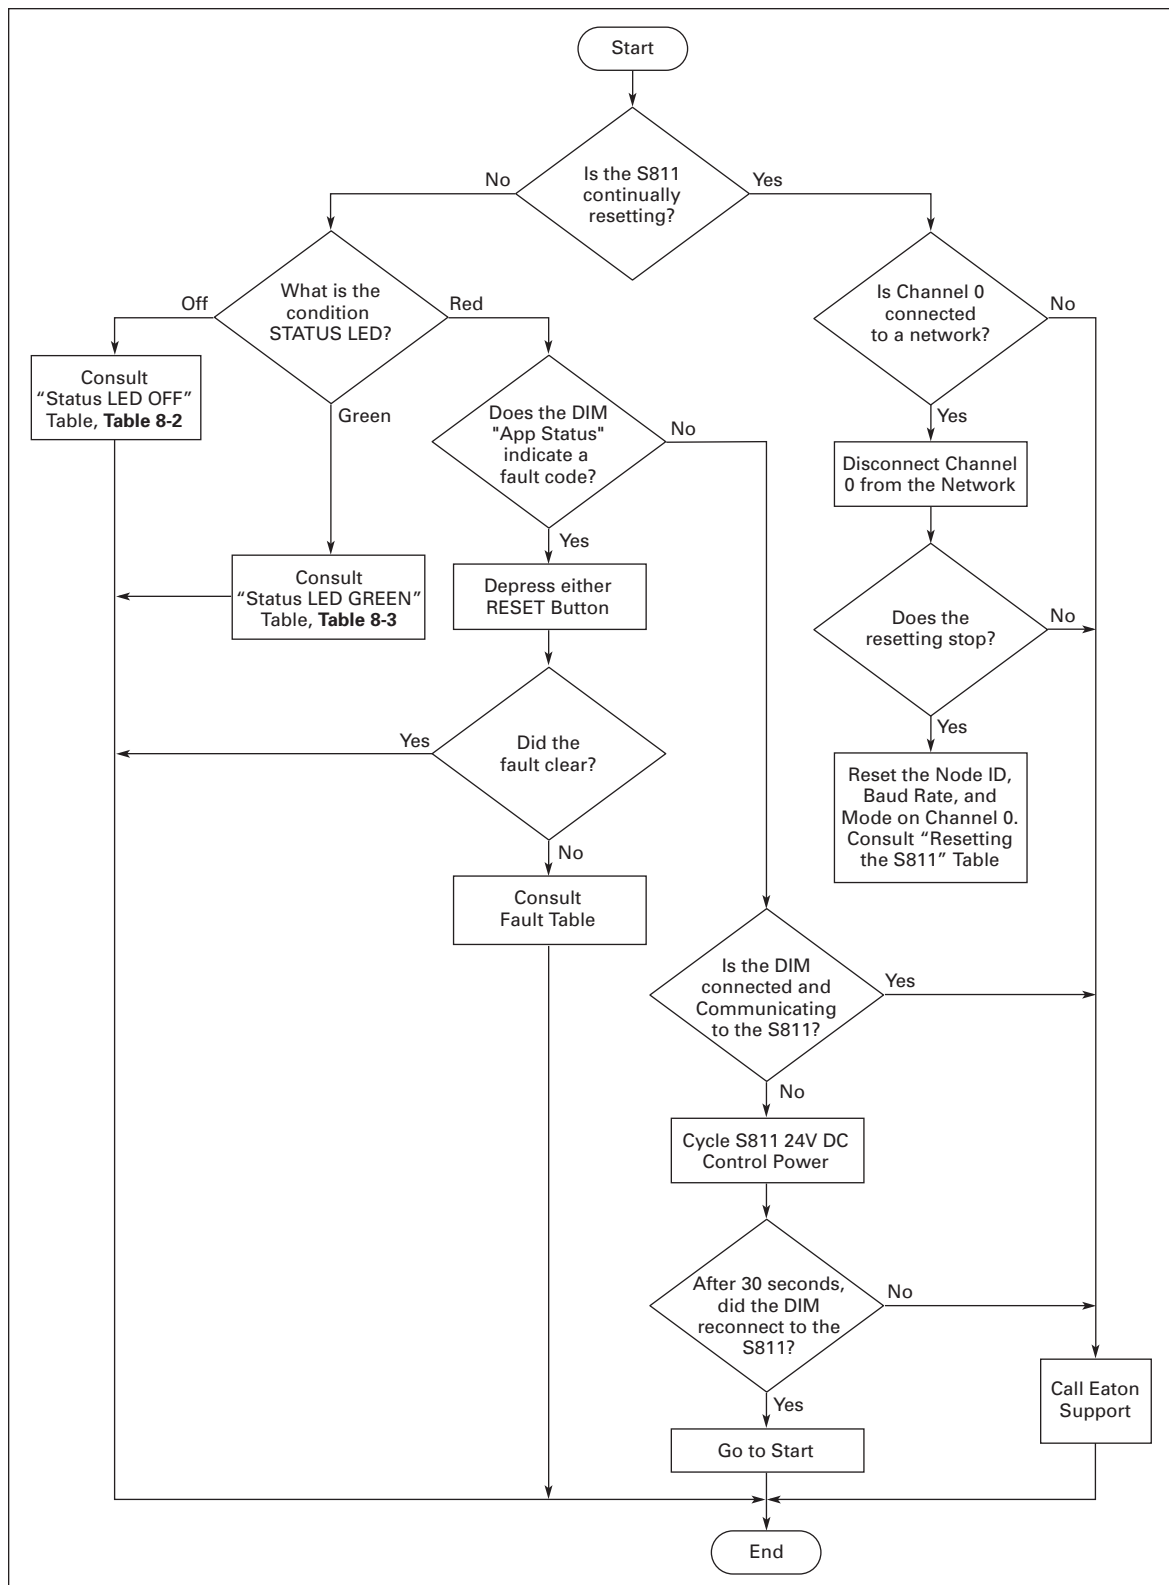 Start
Is the S811
continually
resetting?
No
Yes
What is the
condition
STATUS LED?
Off
Red
Green
Is Channel 0
connected
to a network?
No
Yes
Consult
“Status LED OFF”
Table, Table 8-2
Does the DIM
"App Status"
indicate a
fault code?
No
Yes
Disconnect Channel
0 from the Network
Consult
“Status LED GREEN”
Table, Table 8-3
Depress either
RESET Button
Does the
resetting stop?
No
Yes
Did the
fault clear?
Yes
No
Reset the Node ID,
Baud Rate, and
Mode on Channel 0.
Consult “Resetting
the S811” Table
Consult
Fault Table
Is the DIM
connected and
Communicating
to the S811?
Yes
No
Cycle S811 24V DC
Control Power
After 30 seconds,
did the DIM
reconnect to the
S811?
No
Yes
Call Eaton
Support
Go to Start
End